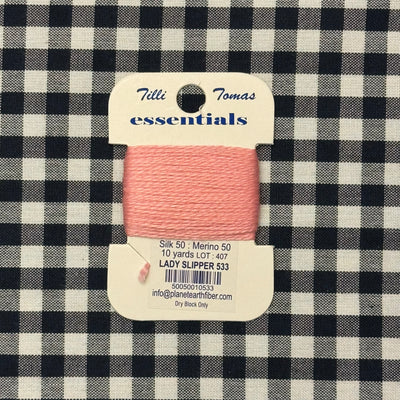 Tilli Tomas
essentials
Silk 50 : Merino 50
10 yards LOT : 407
LADY SLIPPER 533
50050010533
info@planetearthfiber.com
Dry Block Only